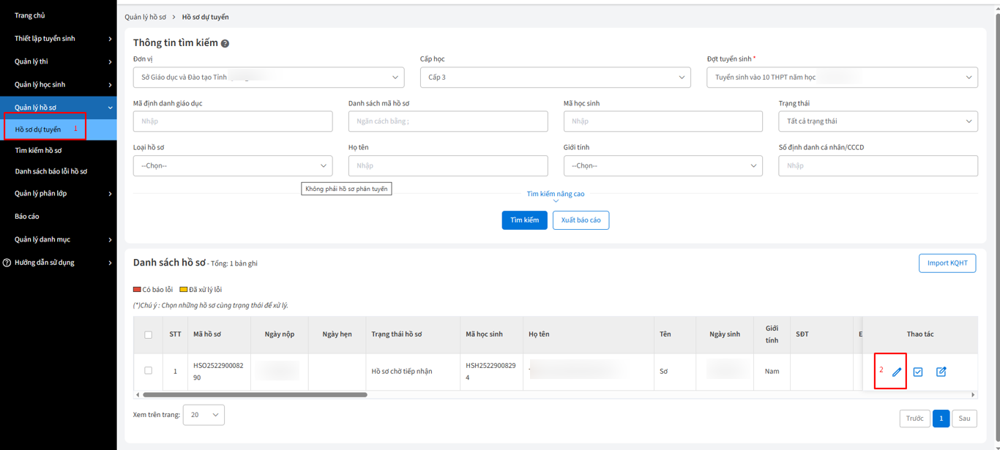 Trang chủ
Thiết lập tuyển sinh
Quản lý thi
Quản lý học sinh
Quản lý hồ sơ
Hồ sơ dự tuyển 1
Tìm kiếm hồ sơ
Danh sách báo lỗi hồ sơ
Quản lý phân lớp
Báo cáo
Quản lý danh mục
Hướng dẫn sử dụng
Quản lý hồ sơ > Hồ sơ dự tuyển
Thông tin tìm kiếm
Đơn vị Cấp học Đợt tuyển sinh *
Sở Giáo dục và Đào tạo Tỉnh Cấp 3 Tuyển sinh vào 10 THPT năm học
Mã định danh giáo dục Danh sách mã hồ sơ Mã học sinh Trạng thái
Nhập Ngăn cách bằng ; Nhập Tất cả trạng thái
Loại hồ sơ Họ tên Giới tính Số định danh cá nhân/CCCD
--Chọn-- Nhập --Chọn-- Nhập
Không phải hồ sơ phân tuyến
Tìm kiếm nâng cao
Tìm kiếm Xuất báo cáo
Danh sách hồ sơ - Tổng: 1 bản ghi
Import KQHT
Có báo lỗi Đã xử lý lỗi
(*)Chú ý : Chọn những hồ sơ cùng trạng thái để xử lý.
STT Mã hồ sơ Ngày nộp Ngày hẹn Trạng thái hồ sơ Mã học sinh Họ tên Tên Ngày sinh Giới tính SĐT E Thao tác
1 HSO252290008290 Hồ sơ chờ tiếp nhận HSH25229008294 Sơ Nam 2
Xem trên trang: 20
Trước 1 Sau